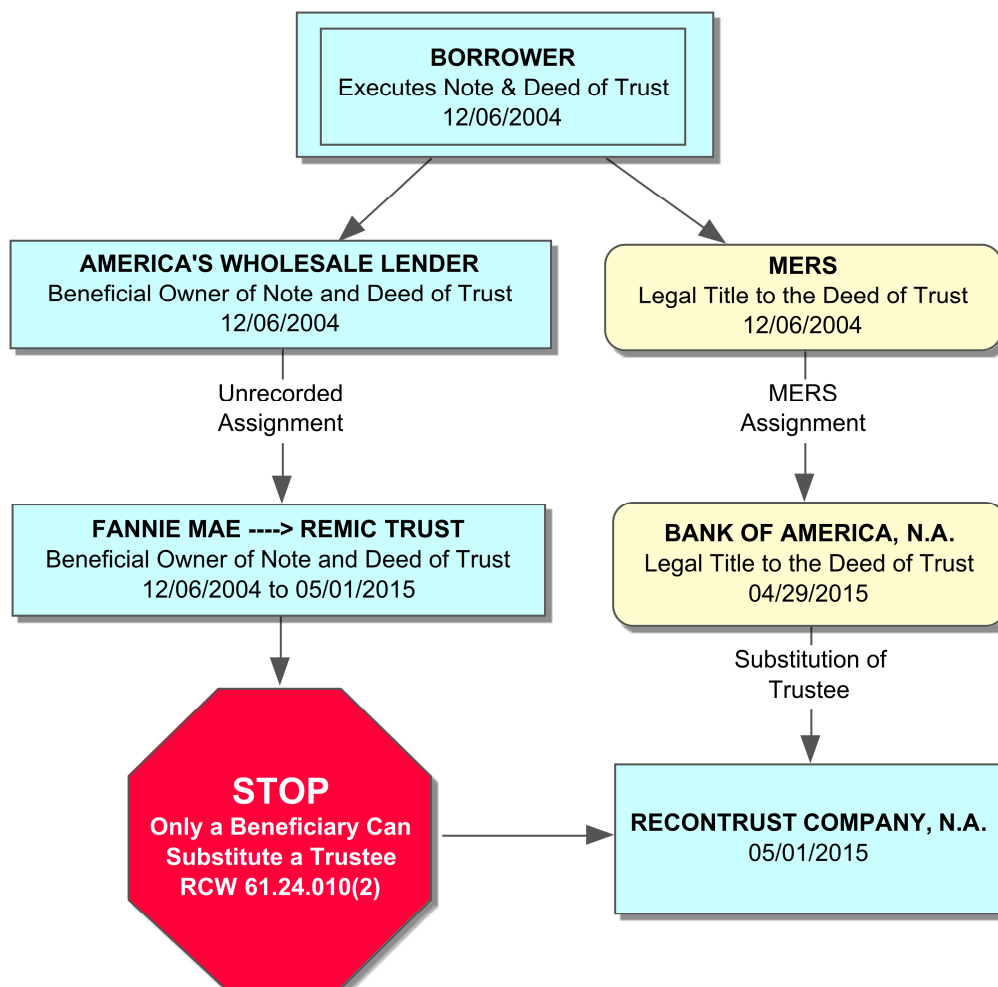 BORROWER
Executes Note & Deed of Trust
12/06/2004
AMERICA'S WHOLESALE LENDER
Beneficial Owner of Note and Deed of Trust
12/06/2004
MERS
Legal Title to the Deed of Trust
12/06/2004
Unrecorded
Assignment
MERS
Assignment
FANNIE MAE ----> REMIC TRUST
Beneficial Owner of Note and Deed of Trust
12/06/2004 to 05/01/2015
BANK OF AMERICA, N.A.
Legal Title to the Deed of Trust
04/29/2015
Substitution of
Trustee
STOP
Only a Beneficiary Can
Substitute a Trustee
RCW 61.24.010(2)
RECONTRUST COMPANY, N.A.
05/01/2015